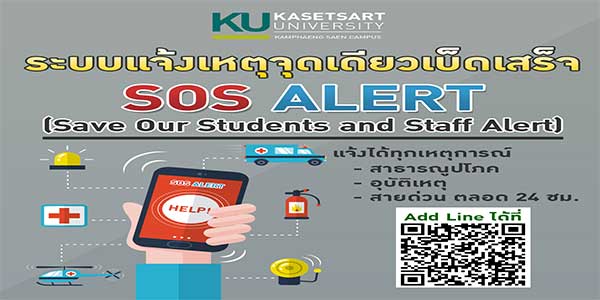 KU KASETSART
UNIVERSITY
KAMPHAENG SAEN CAMPUS
ระบบแจ้งเหตุจุดเดียวเบ็ดเสร็จ
SOS ALERT
(Save Our Students and Staff Alert)
แจ้งได้ทุกเหตุการณ์
- สาธารณูปโภค
- อุบัติเหตุ
- สายด่วน ตลอด 24 ชม.
SOS ALERT
HELP!
Add Line ได้ที่